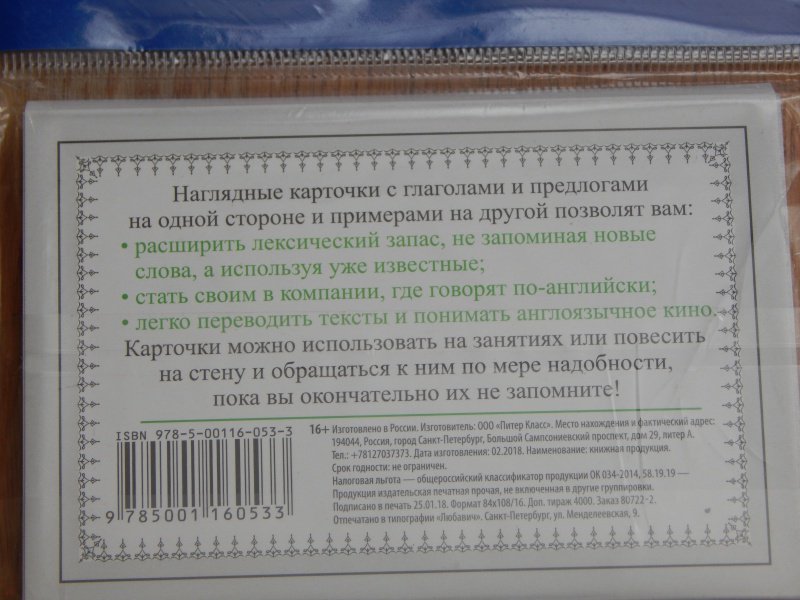 Наглядные карточки с глаголами и предлогами
на одной стороне и примерами на другой позволят вам:
• расширить лексический запас, не запоминая новые
слова, а используя уже известные;
• стать своим в компании, где говорят по-английски;
• легко переводить тексты и понимать англоязычное кино.
Карточки можно использовать на занятиях или повесить
на стену и обращаться к ним по мере надобности,
пока вы окончательно их не запомните!
ISBN 978-5-00116-053-3
9 785001 160533
16+ Изготовлено в России. Изготовитель: ООО «Питер Класс». Место нахождения и фактический адрес:
194044, Россия, город Санкт-Петербург, Большой Сампсониевский проспект, дом 29, литер А.
Тел.: +78127037373. Дата изготовления: 02.2018. Наименование: книжная продукция.
Срок годности: не ограничен.
Налоговая льгота — общероссийский классификатор продукции ОК 034-2014, 58.19.19 —
Продукция издательская печатная прочая, не включенная в другие группировки.
Подписано в печать 25.01.18. Формат 84х108/16. Доп. тираж 4000. Заказ 80722-2.
Отпечатано в типографии «Любавич». Санкт-Петербург, ул. Менделеевская, 9.